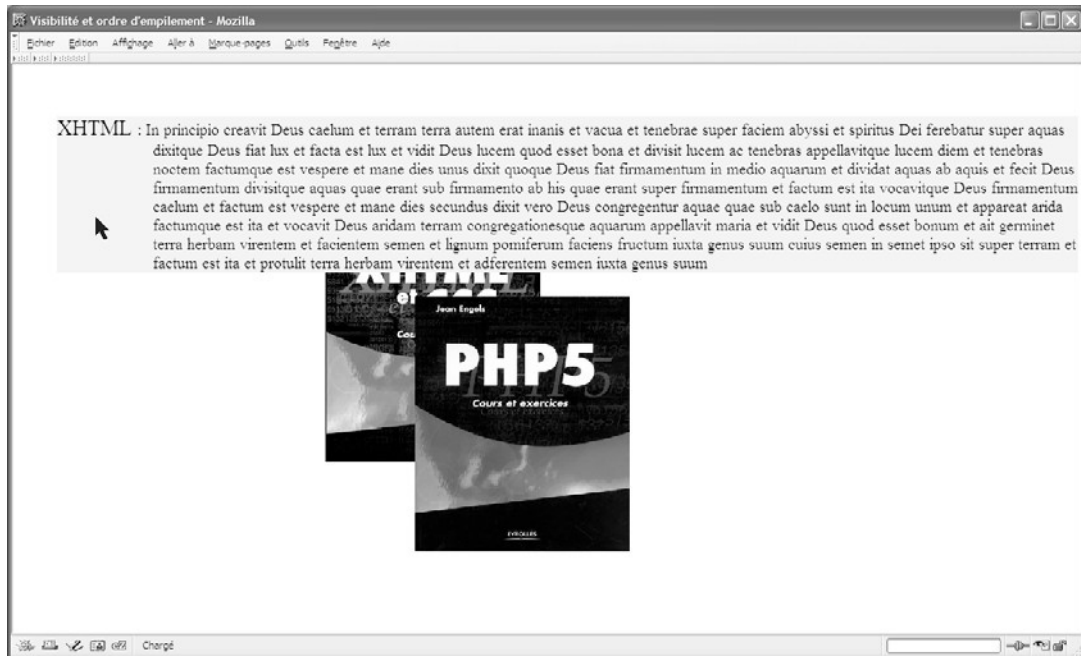 Visibilité et ordre d'empilement - Mozilla
Fichier Edition Affichage Aller à Marque-pages Outils Fenêtre Aide
XHTML : In principio creavit Deus caelum et terram terra autem erat inanis et vacua et tenebrae super faciem abyssi et spiritus Dei ferebatur super aquas
dixitque Deus fiat lux et facta est lux et vidit Deus lucem quod esset bona et divisit lucem ac tenebras appellavitque lucem diem et tenebras
noctem factumque est vespere et mane dies unus dixit quoque Deus fiat firmamentum in medio aquarum et dividat aquas ab aquis et fecit Deus
firmamentum divisitque aquas quae erant sub firmamento ab his quae erant super firmamentum et factum est ita vocavitque Deus firmamentum
caelum et factum est vespere et mane dies secundus dixit vero Deus congregentur aquae quae sub caelo sunt in locum unum et appareat arida
factumque est ita et vocavit Deus aridam terram congregationesque aquarum appellavit maria et vidit Deus quod esset bonum et ait germinet
terra herbam virentem et facientem semen et lignum pomiferum faciens fructum iuxta genus suum cuius semen in semet ipso sit super terram et
factum est ita et protulit terra herbam virentem et adferentem semen iuxta genus suum
XHTML
et CSS
Cou
Jean Engels
PHP5
Cours et exercices
EYROLLES
Chargé